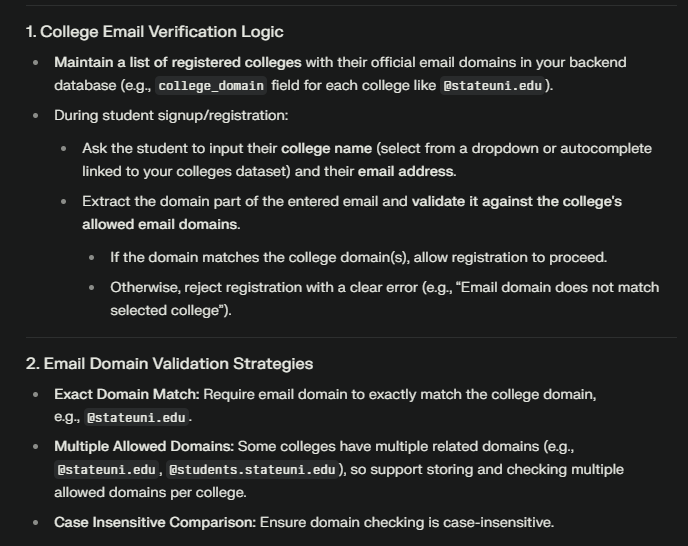 1. College Email Verification Logic
• Maintain a list of registered colleges with their official email domains in your backend
database (e.g., college_domain field for each college like @stateuni.edu).
• During student signup/registration:
• Ask the student to input their college name (select from a dropdown or autocomplete
linked to your colleges dataset) and their email address.
• Extract the domain part of the entered email and validate it against the college's
allowed email domains.
• If the domain matches the college domain(s), allow registration to proceed.
• Otherwise, reject registration with a clear error (e.g., “Email domain does not match
selected college”).
2. Email Domain Validation Strategies
• Exact Domain Match: Require email domain to exactly match the college domain,
e.g., @stateuni.edu.
• Multiple Allowed Domains: Some colleges have multiple related domains (e.g.,
@stateuni.edu, @students.stateuni.edu), so support storing and checking multiple
allowed domains per college.
• Case Insensitive Comparison: Ensure domain checking is case-insensitive.